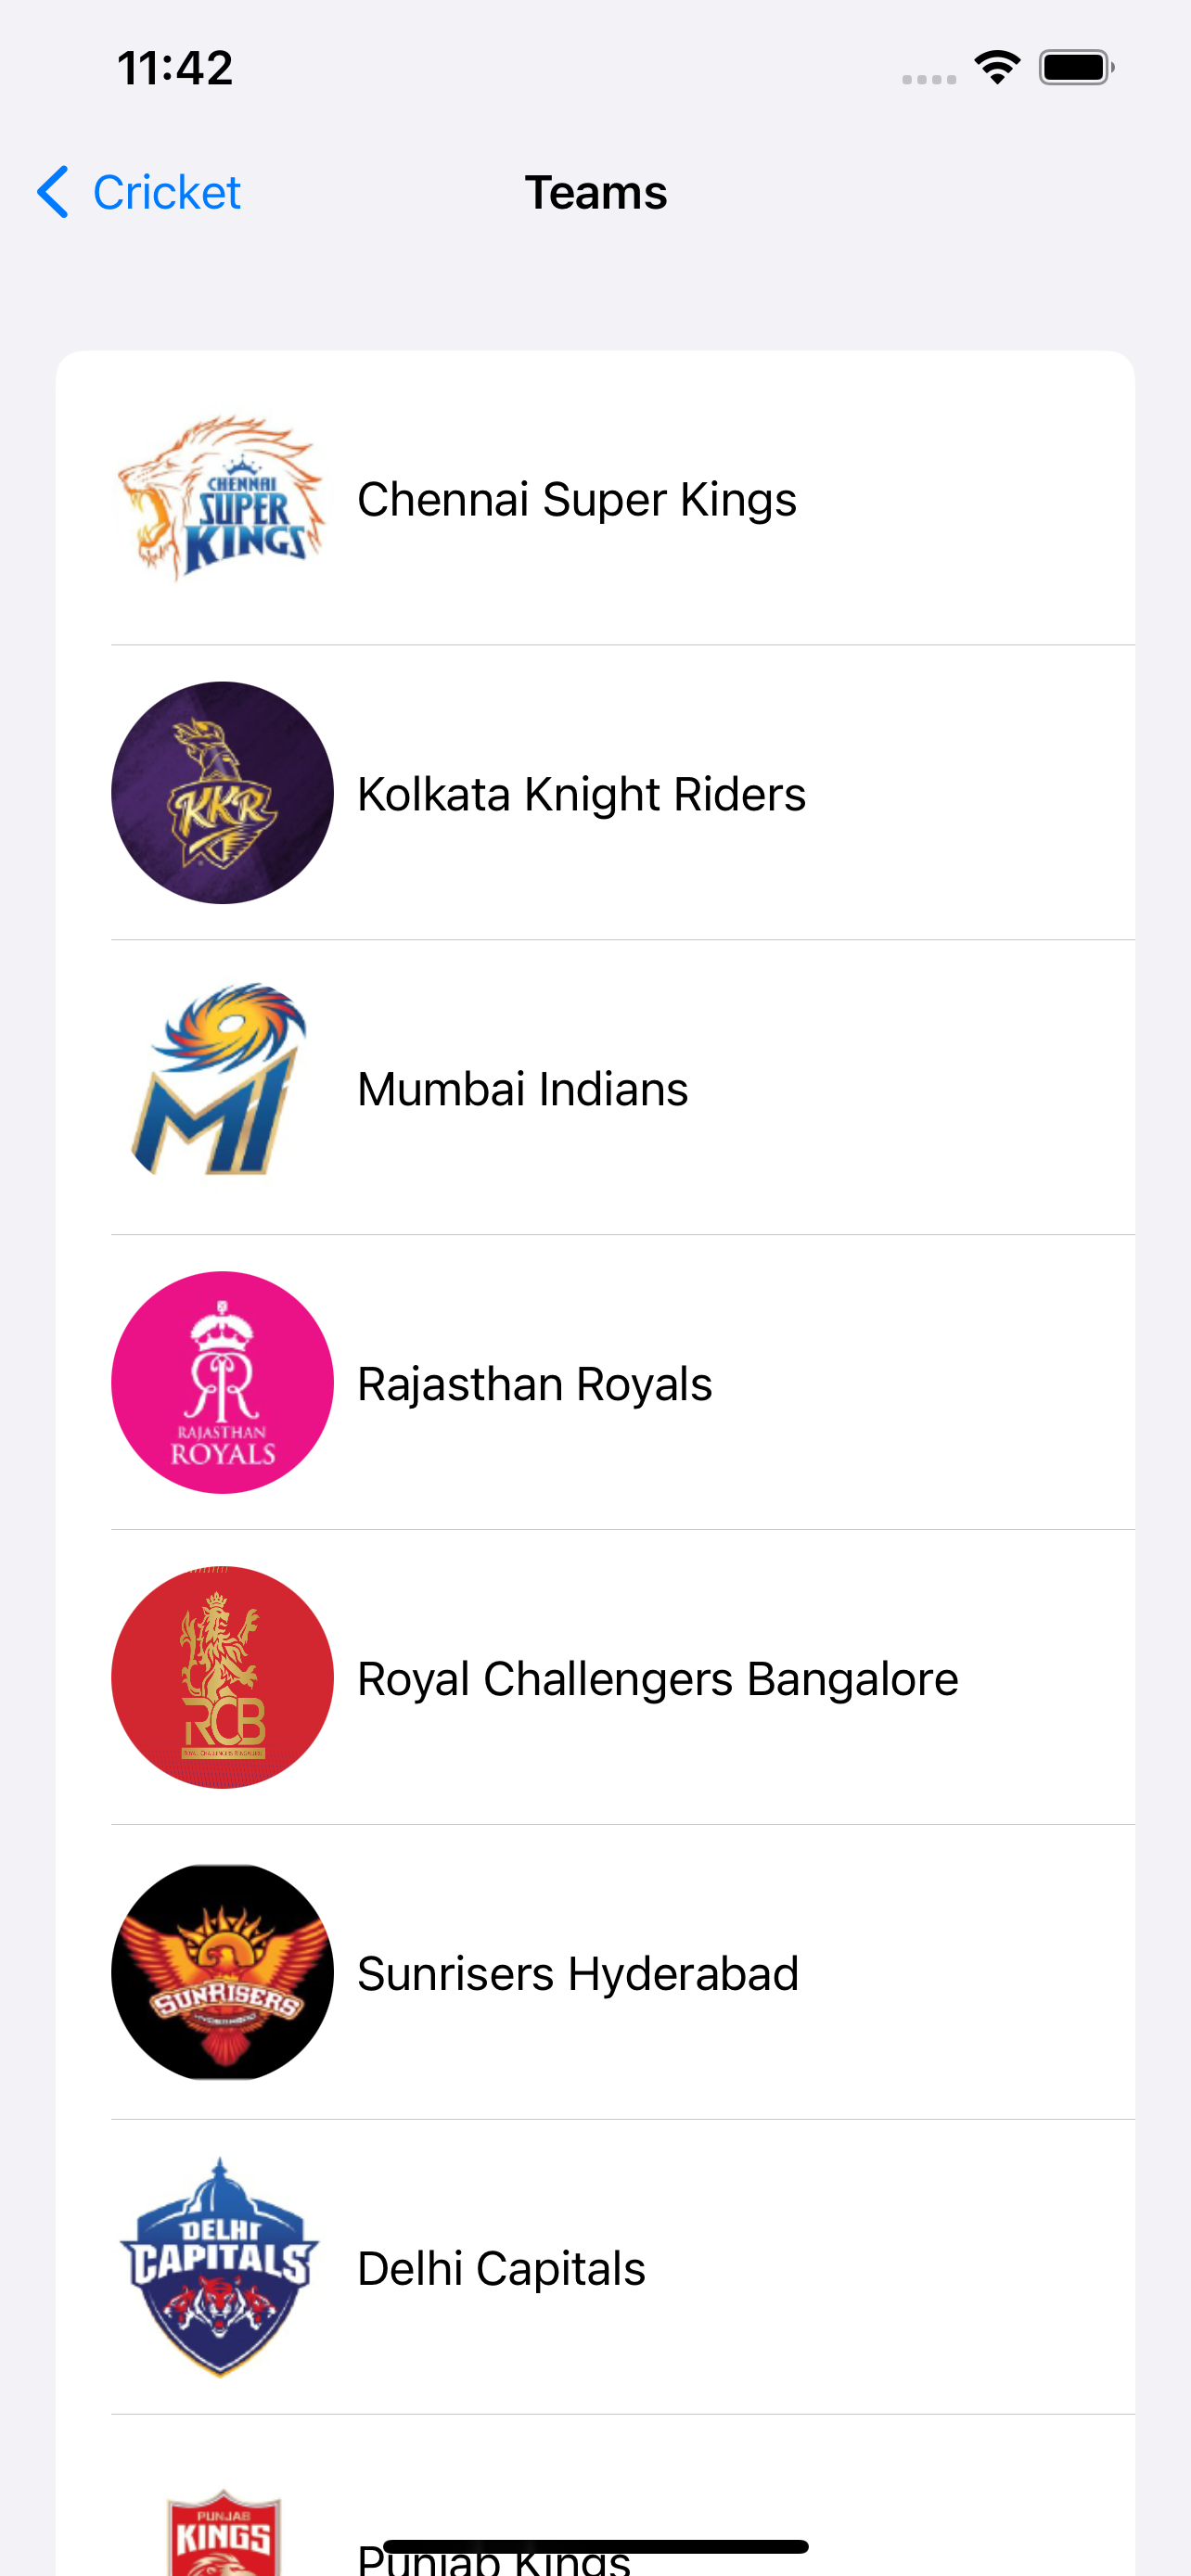 11:42
Cricket
Teams
CHENNAI
SUPER
KINGS
Chennai Super Kings
KKR
Kolkata Knight Riders
MI
Mumbai Indians
RAJASTHAN
ROYALS
Rajasthan Royals
RCB
Royal Challengers Bangalore
SUNRISERS
Sunrisers Hyderabad
DELHI
CAPITALS
Delhi Capitals
PUNJAB
KINGS
Punjab Kings